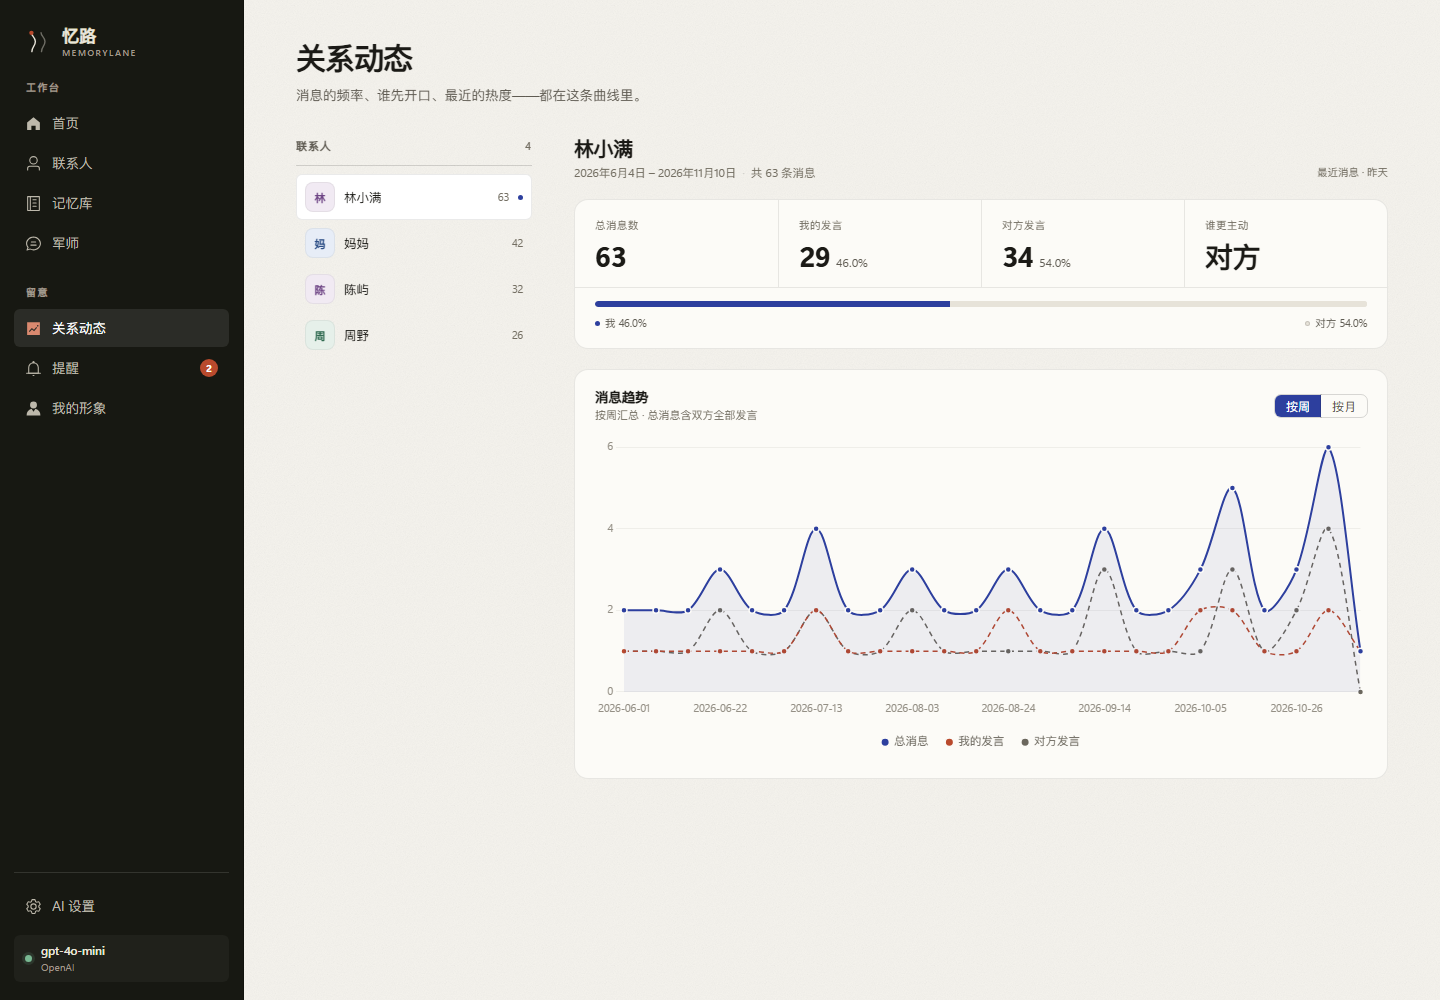 忆路
MEMORYLANE
工作台
首页
联系人
记忆库
军师
留意
关系动态
提醒 2
我的形象
AI 设置
gpt-4o-mini
OpenAI
关系动态
消息的频率、谁先开口、最近的热度——都在这条曲线里。
联系人 4
林 林小满 63
妈 妈妈 42
陈 陈屿 32
周 周野 26
林小满
2026年6月4日 – 2026年11月10日 · 共 63 条消息
最近消息 · 昨天
总消息数
63
我的发言
29 46.0%
对方发言
34 54.0%
谁更主动
对方
我 46.0%
对方 54.0%
消息趋势
按周汇总 · 总消息含双方全部发言
按周 按月
6
4
2
0
2026-06-01 2026-06-22 2026-07-13 2026-08-03 2026-08-24 2026-09-14 2026-10-05 2026-10-26
总消息 我的发言 对方发言